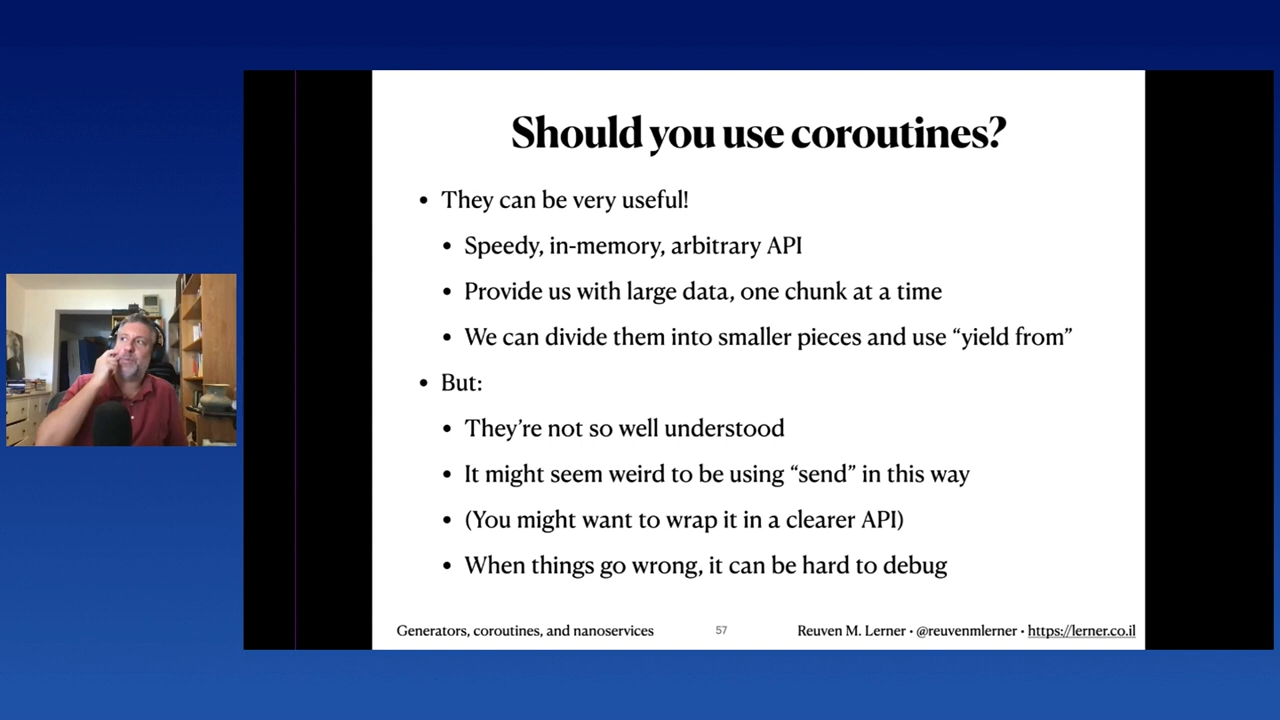 Should you use coroutines?
• They can be very useful!
• Speedy, in-memory, arbitrary API
• Provide us with large data, one chunk at a time
• We can divide them into smaller pieces and use “yield from”
• But:
• They’re not so well understood
• It might seem weird to be using “send” in this way
• (You might want to wrap it in a clearer API)
• When things go wrong, it can be hard to debug
Generators, coroutines, and nanoservices 57 Reuven M. Lerner • @reuvenmlerner • https://lerner.co.il